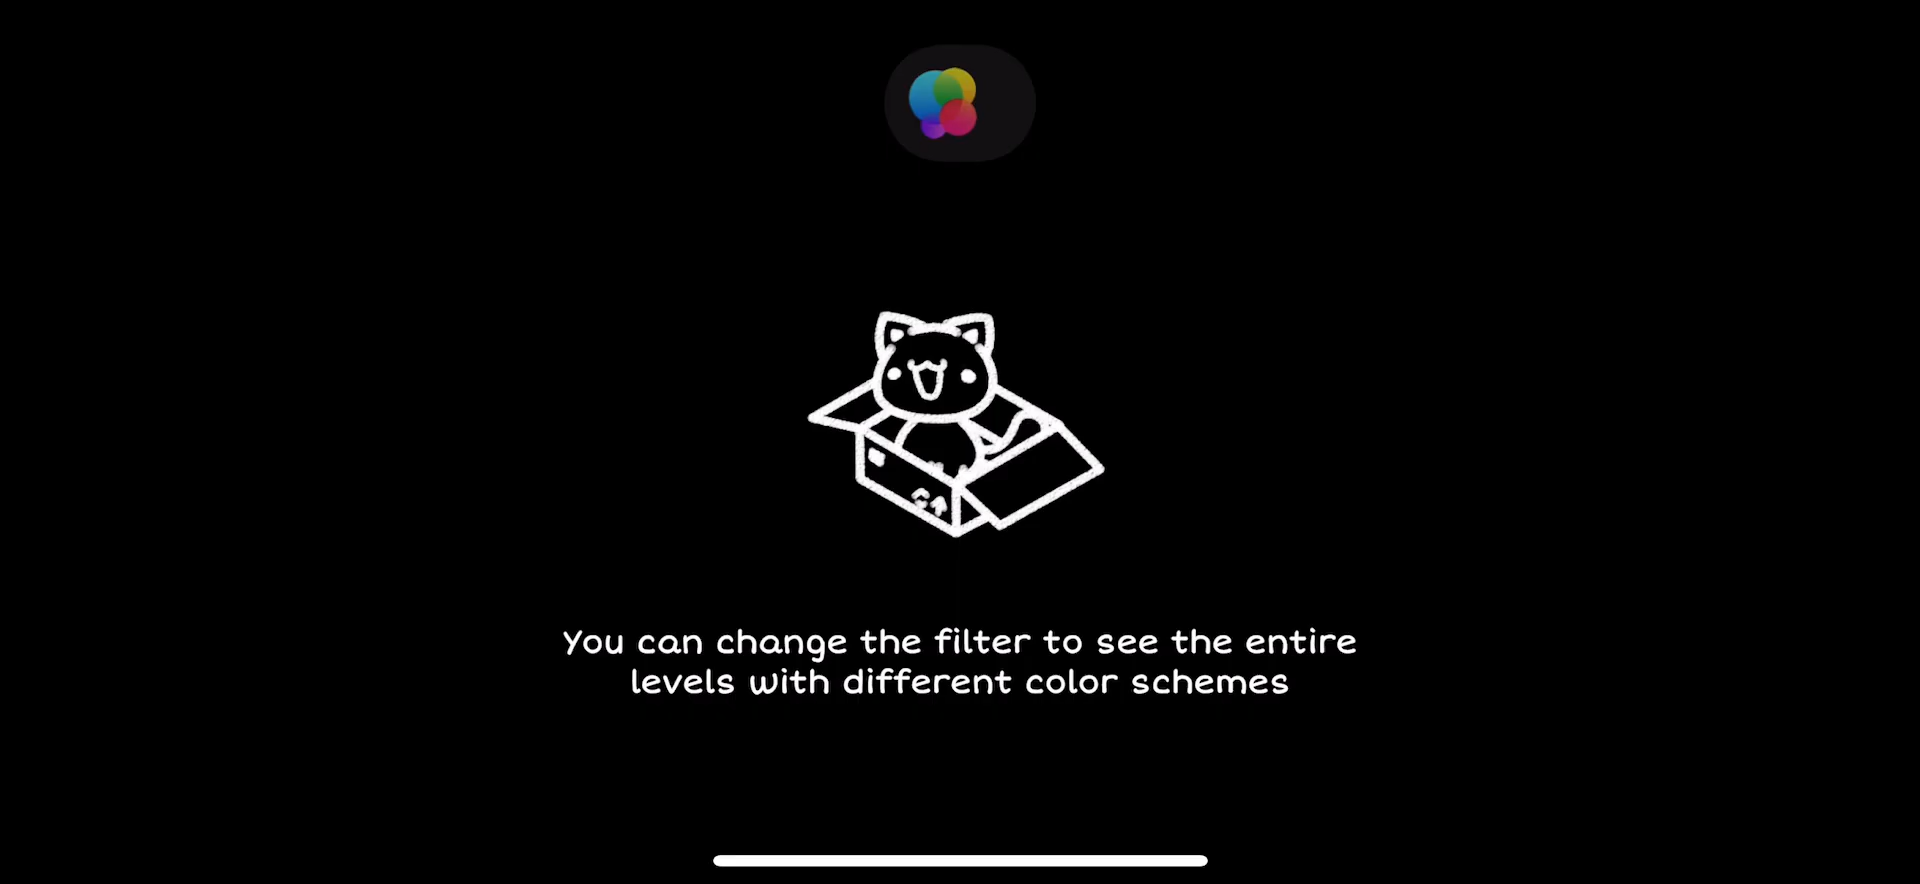 You can change the filter to see the entire
levels with different color schemes